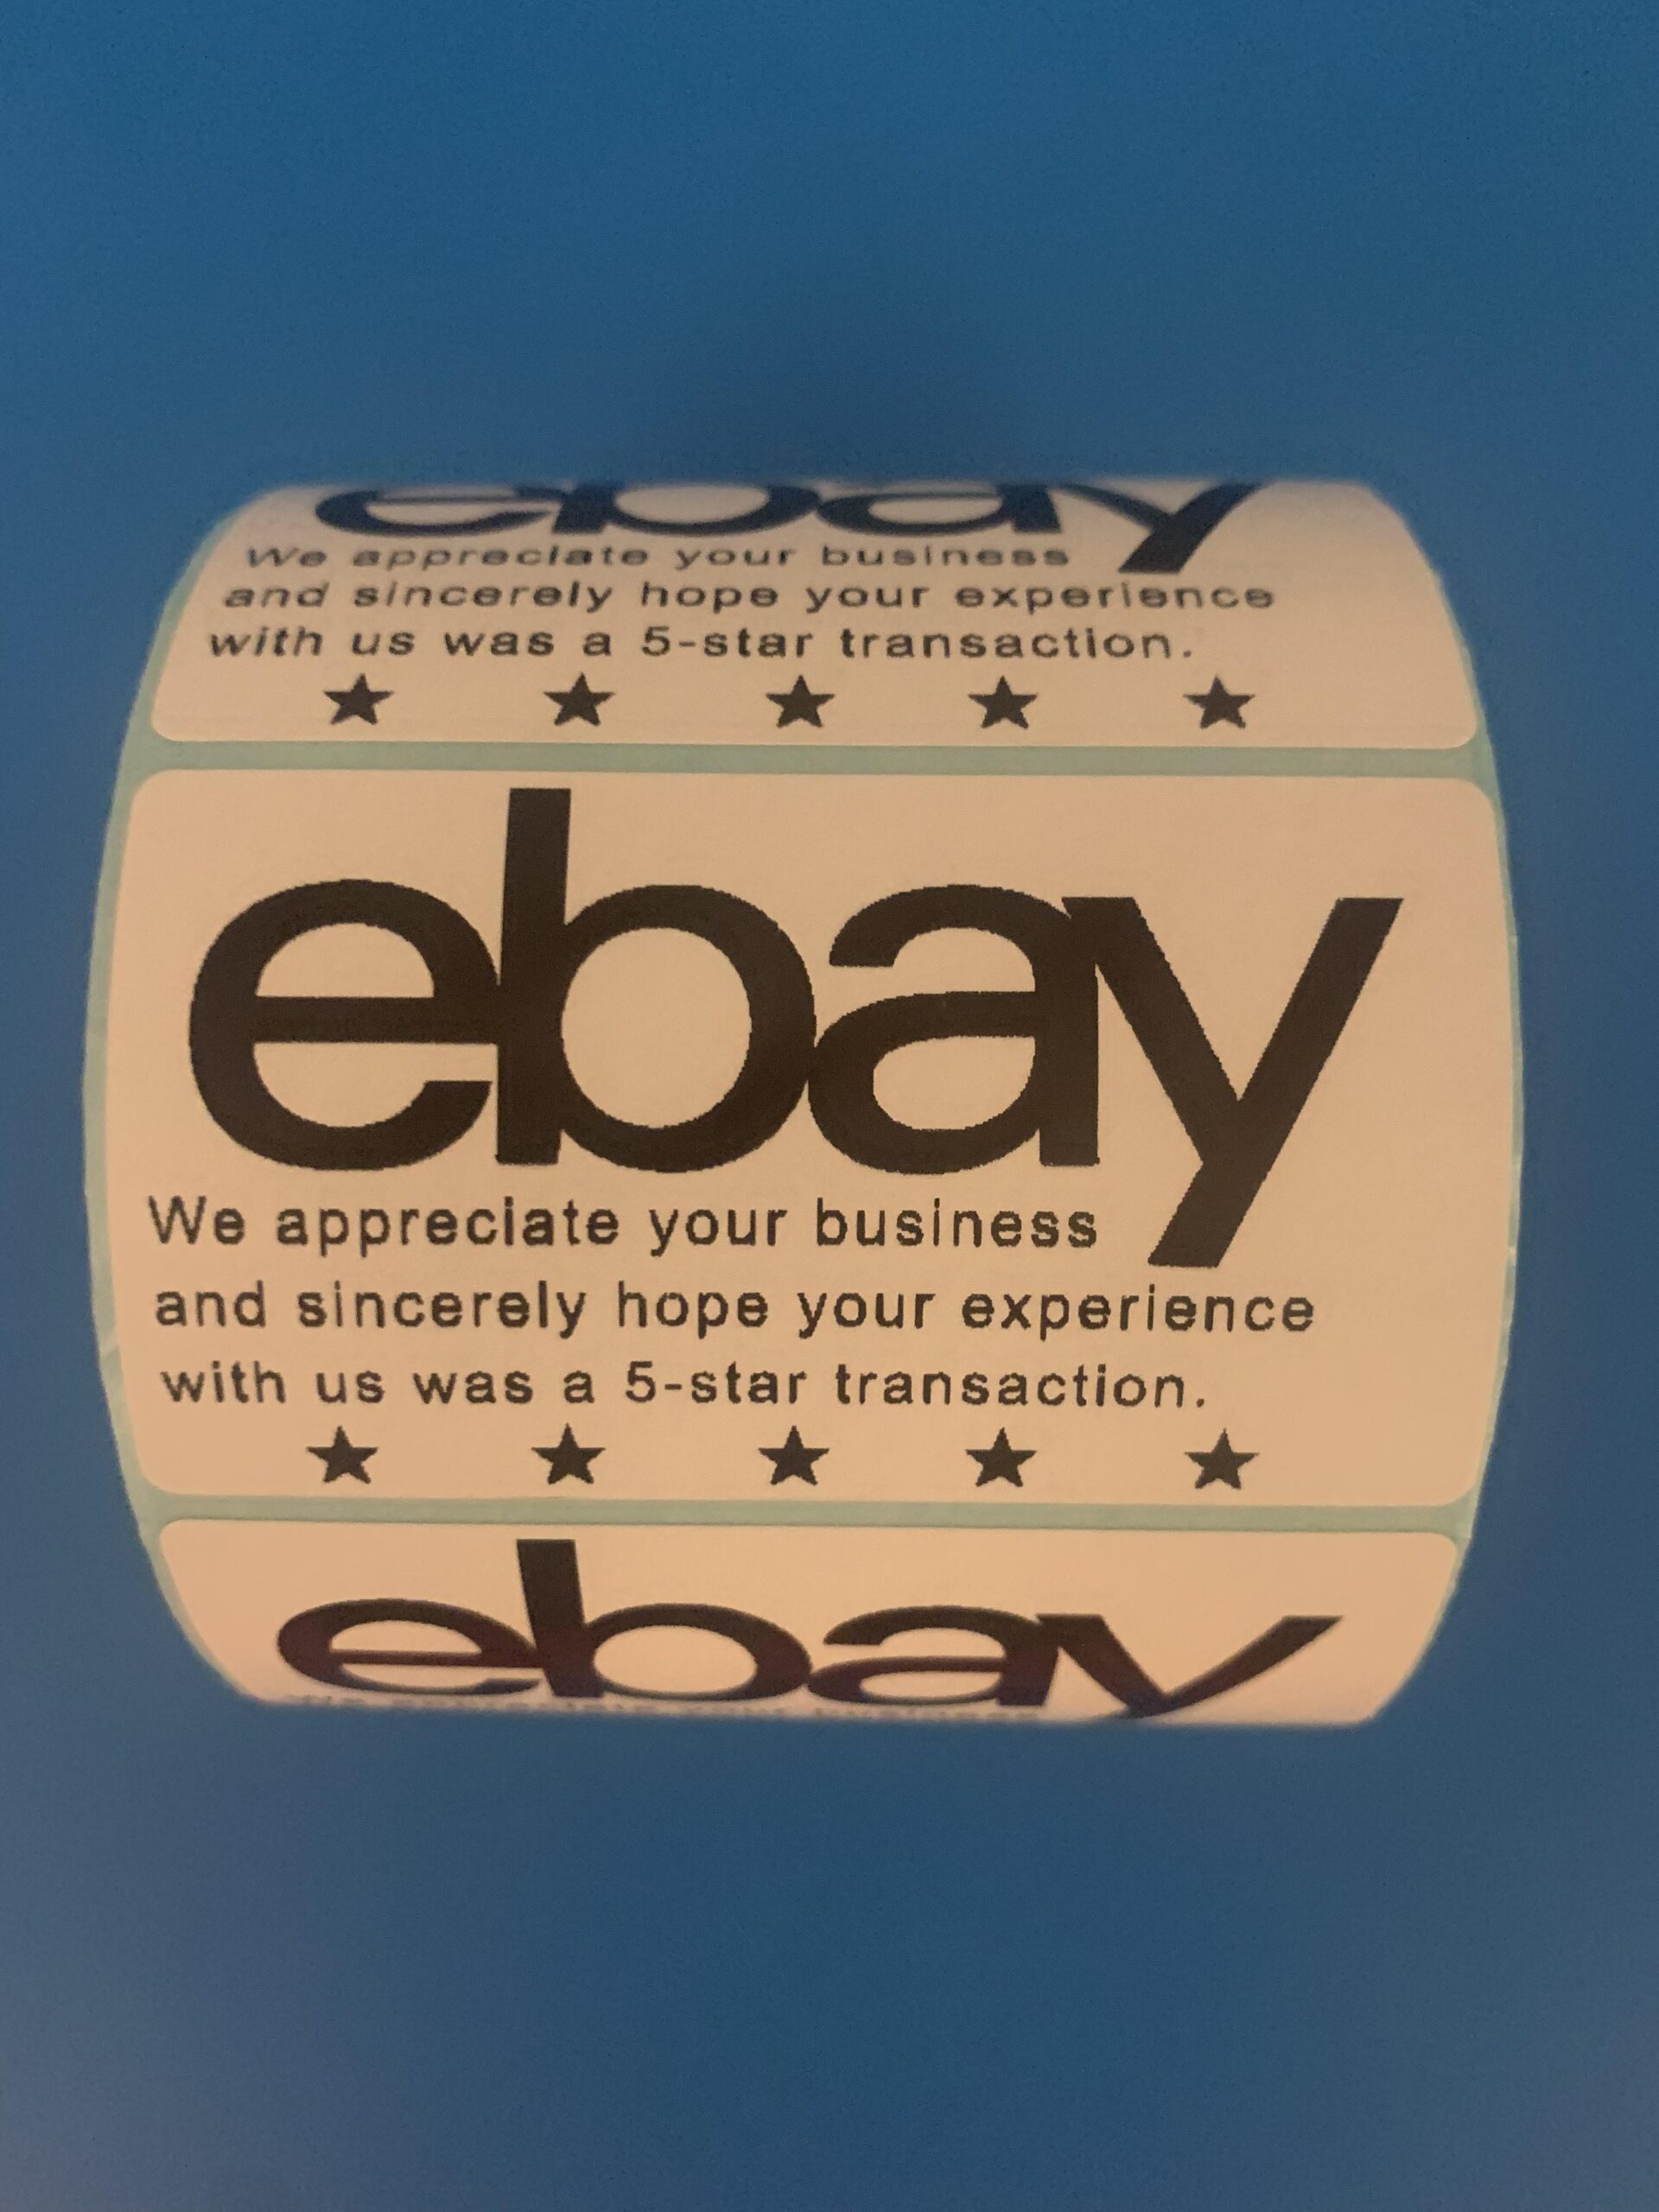 ebay
We appreciate your business
and sincerely hope your experience
with us was a 5-star transaction.
ebay
We appreciate your business
and sincerely hope your experience
with us was a 5-star transaction.
ebay